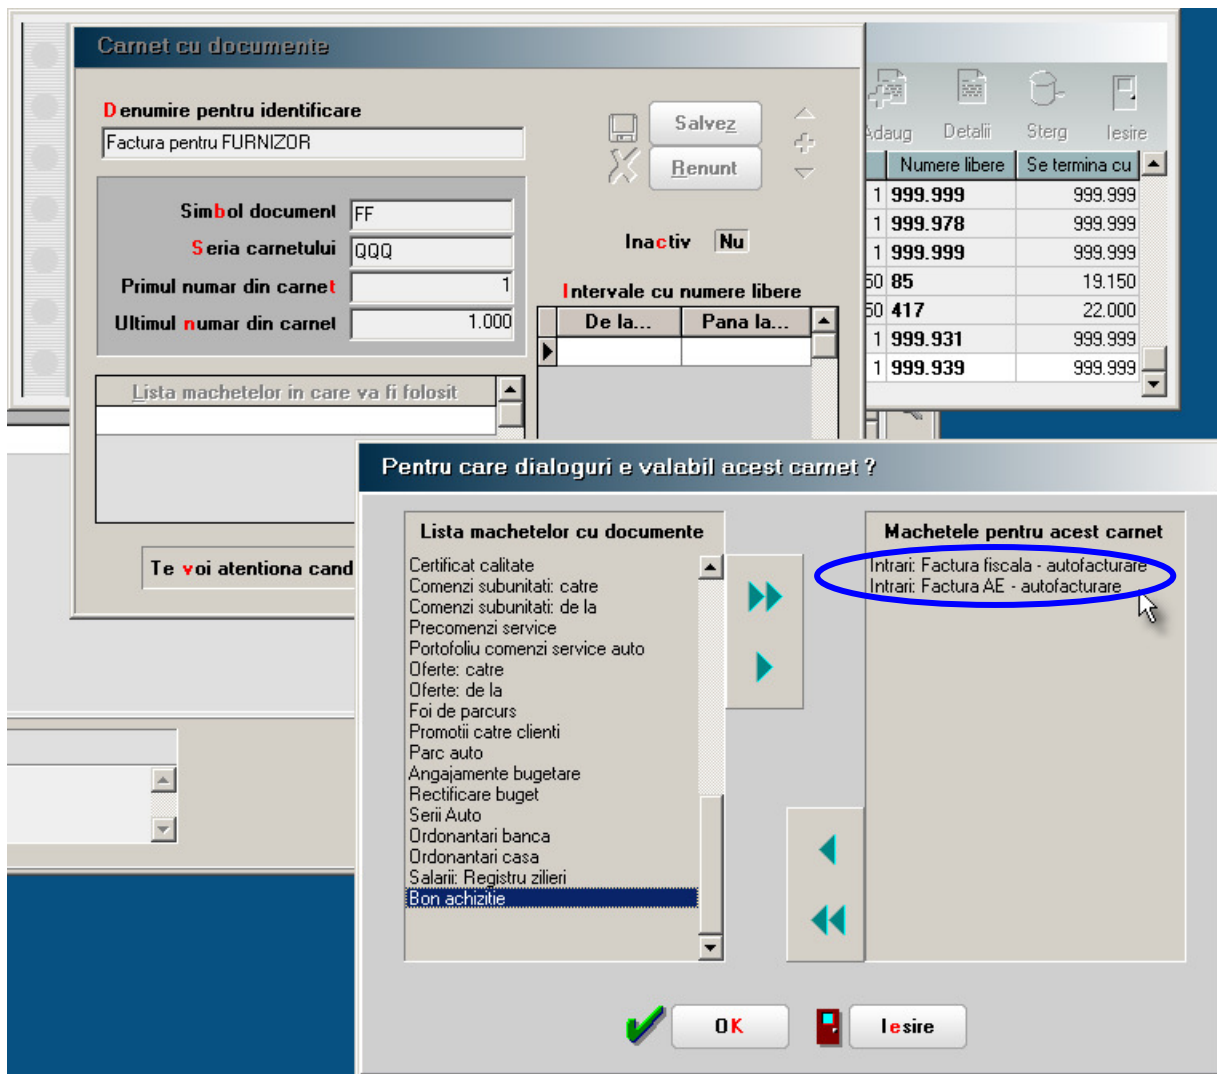 Carnet cu documente
Denumire pentru identificare
Factura pentru FURNIZOR
Salvez
Renunt
Simbol document FF
Seria carnetului QQQ
Primul numar din carnet 1
Ultimul numar din carnet 1.000
Inactiv Nu
Intervale cu numere libere
De la... Pana la...
Lista machetelor in care va fi folosit
Te voi atentiona cand
Adaug Detalii Sterg Iesire
Numere libere Se termina cu
1 999.999 999.999
1 999.978 999.999
1 999.999 999.999
50 85 19.150
50 417 22.000
1 999.931 999.999
1 999.939 999.999
Pentru care dialoguri e valabil acest carnet ?
Lista machetelor cu documente
Certificat calitate
Comenzi subunitati: catre
Comenzi subunitati: de la
Precomenzi service
Portofoliu comenzi service auto
Oferte: catre
Oferte: de la
Foi de parcurs
Promotii catre clienti
Parc auto
Angajamente bugetare
Rectificare buget
Serii Auto
Ordonantari banca
Ordonantari casa
Salarii: Registru zilieri
Bon achizitie
Machetele pentru acest carnet
Intrari: Factura fiscala - autofacturare
Intrari: Factura AE - autofacturare
OK
Iesire